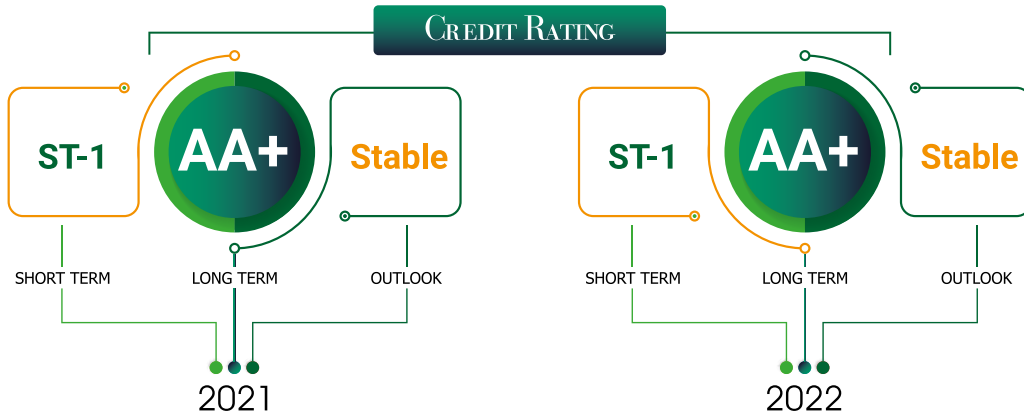 CREDIT RATING
ST-1
AA+
Stable
SHORT TERM
LONG TERM
OUTLOOK
2021
ST-1
AA+
Stable
SHORT TERM
LONG TERM
OUTLOOK
2022